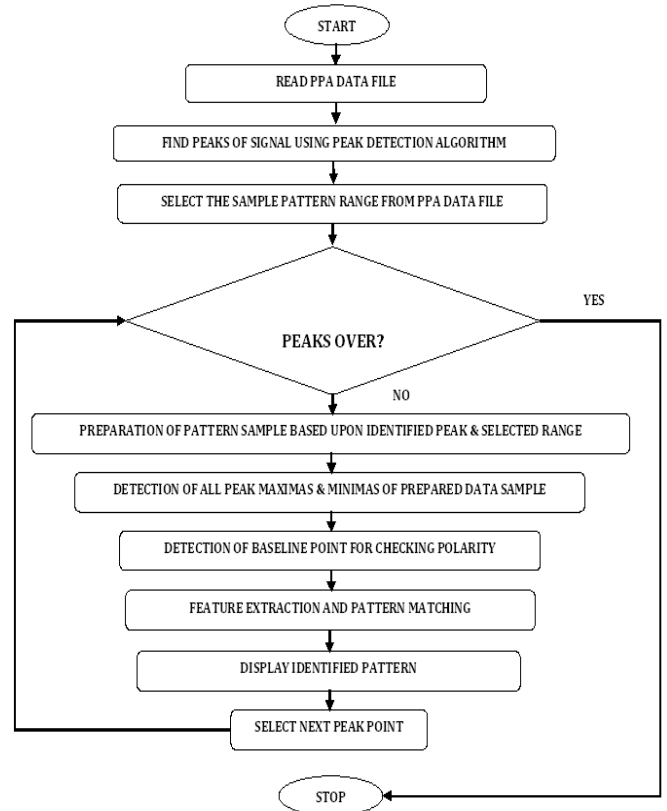 START
READ PPA DATA FILE
FIND PEAKS OF SIGNAL USING PEAK DETECTION ALGORITHM
SELECT THE SAMPLE PATTERN RANGE FROM PPA DATA FILE
YES
PEAKS OVER?
NO
PREPARATION OF PATTERN SAMPLE BASED UPON IDENTIFIED PEAK & SELECTED RANGE
DETECTION OF ALL PEAK MAXIMAS & MINIMAS OF PREPARED DATA SAMPLE
DETECTION OF BASELINE POINT FOR CHECKING POLARITY
FEATURE EXTRACTION AND PATTERN MATCHING
DISPLAY IDENTIFIED PATTERN
SELECT NEXT PEAK POINT
STOP